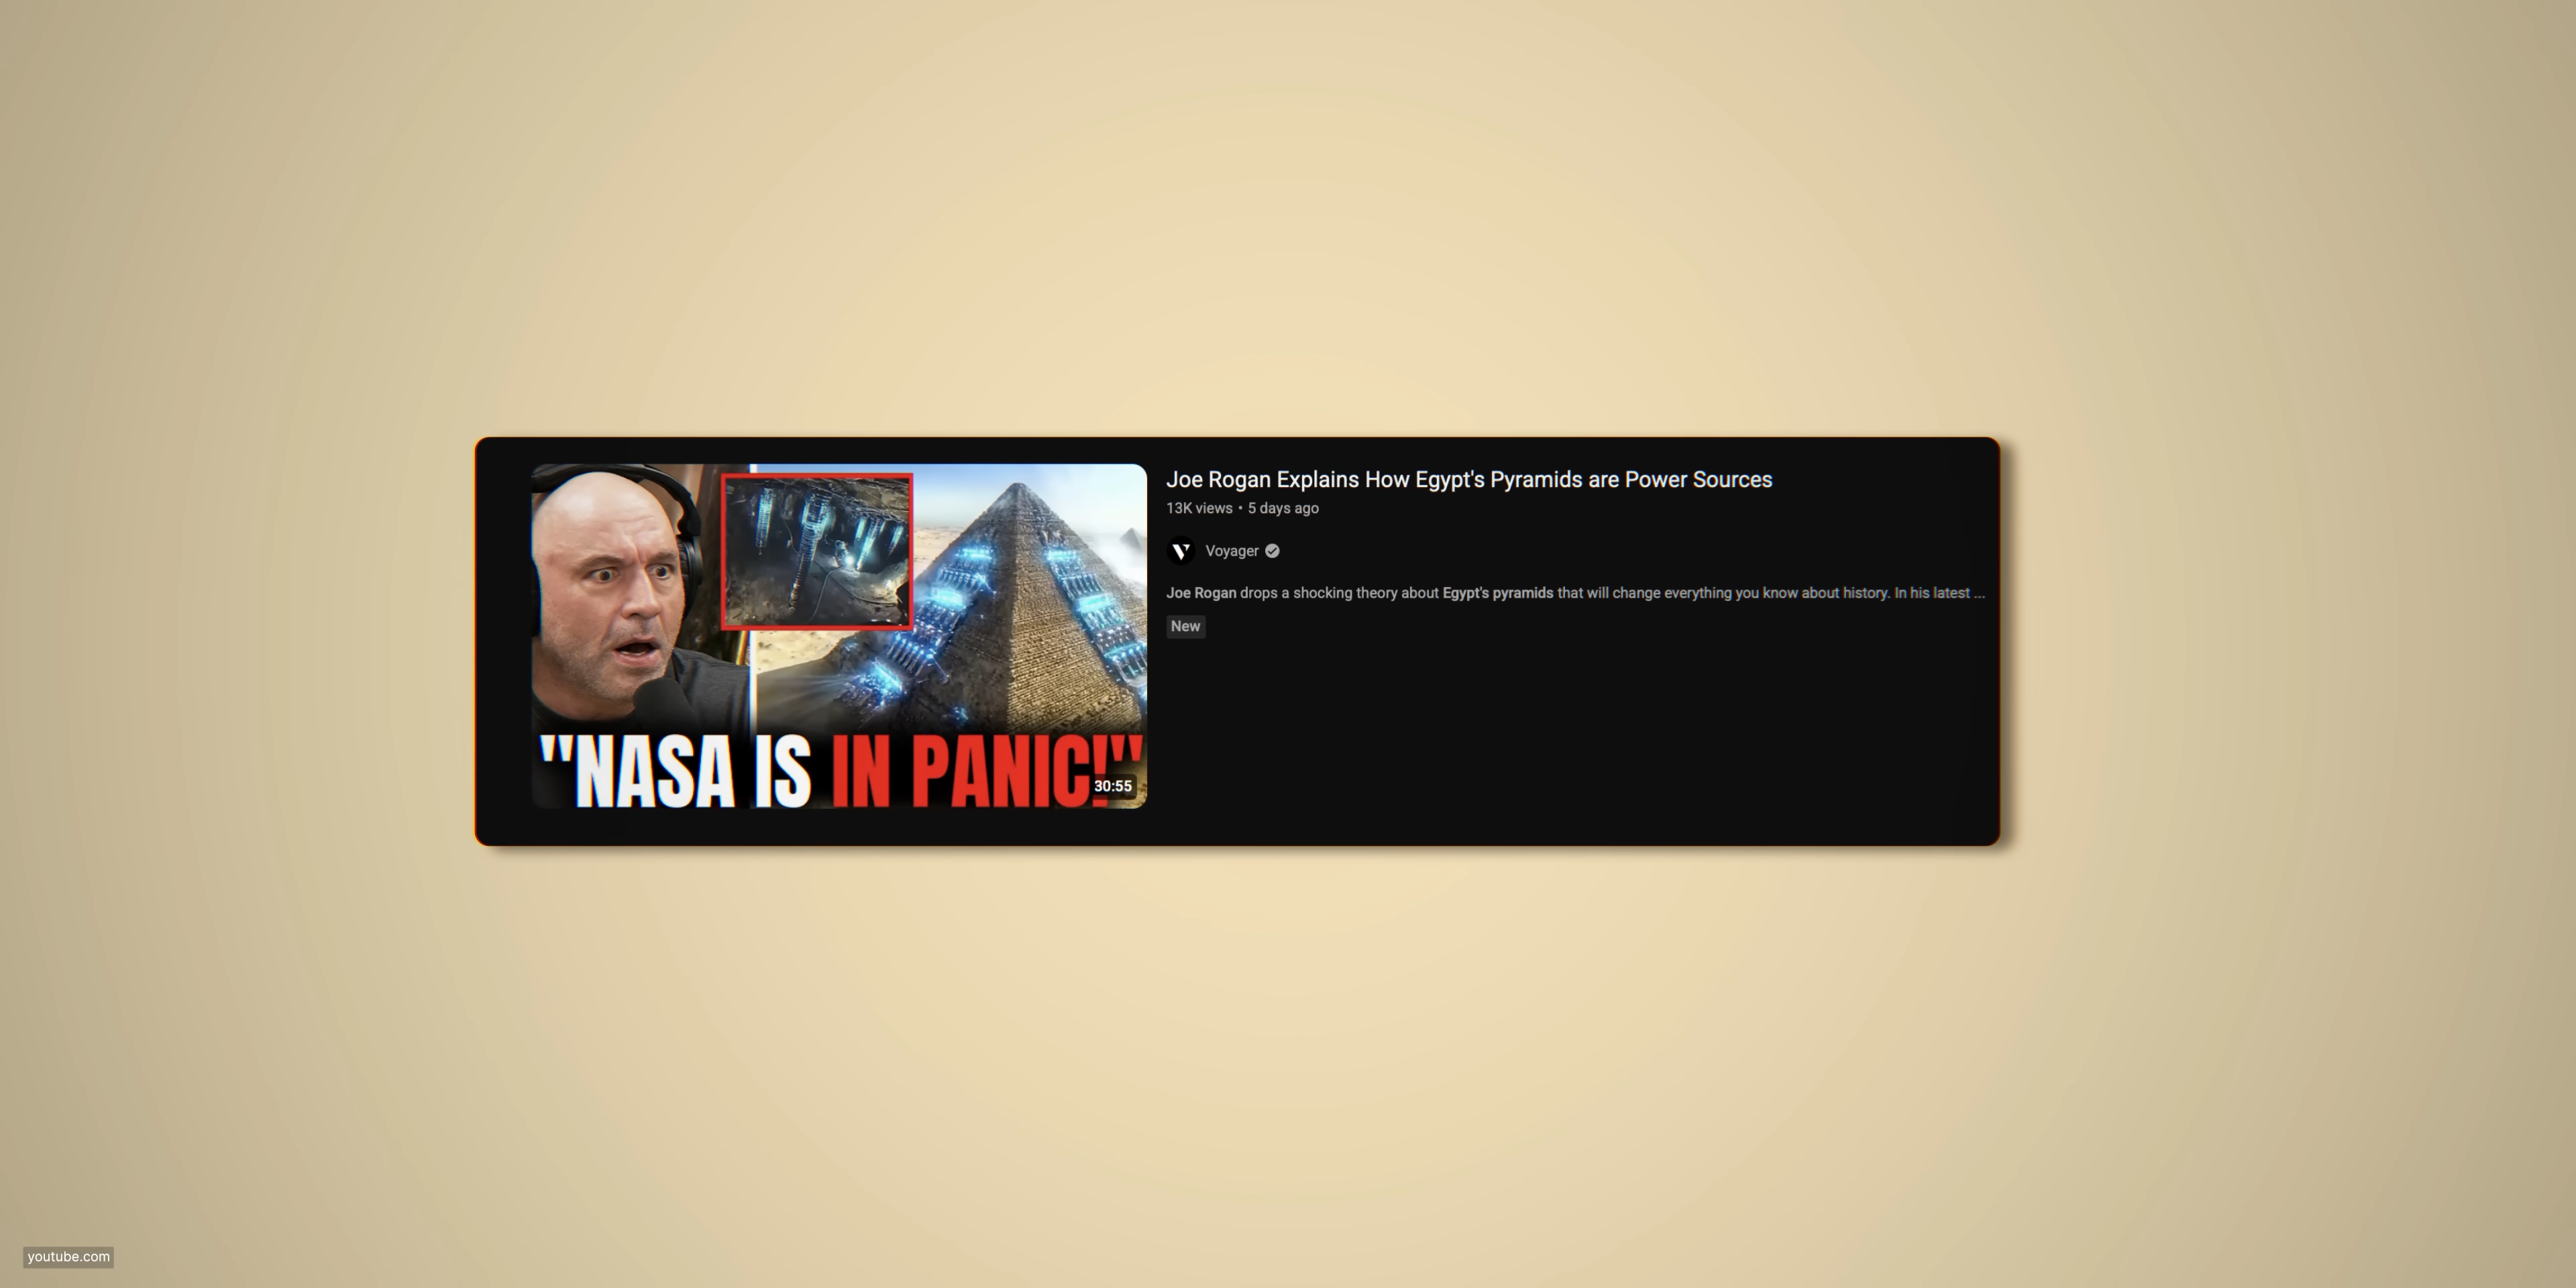 "NASA IS IN PANIC!"
30:55
Joe Rogan Explains How Egypt's Pyramids are Power Sources
13K views • 5 days ago
Voyager
Joe Rogan drops a shocking theory about Egypt's pyramids that will change everything you know about history. In his latest ...
New
youtube.com